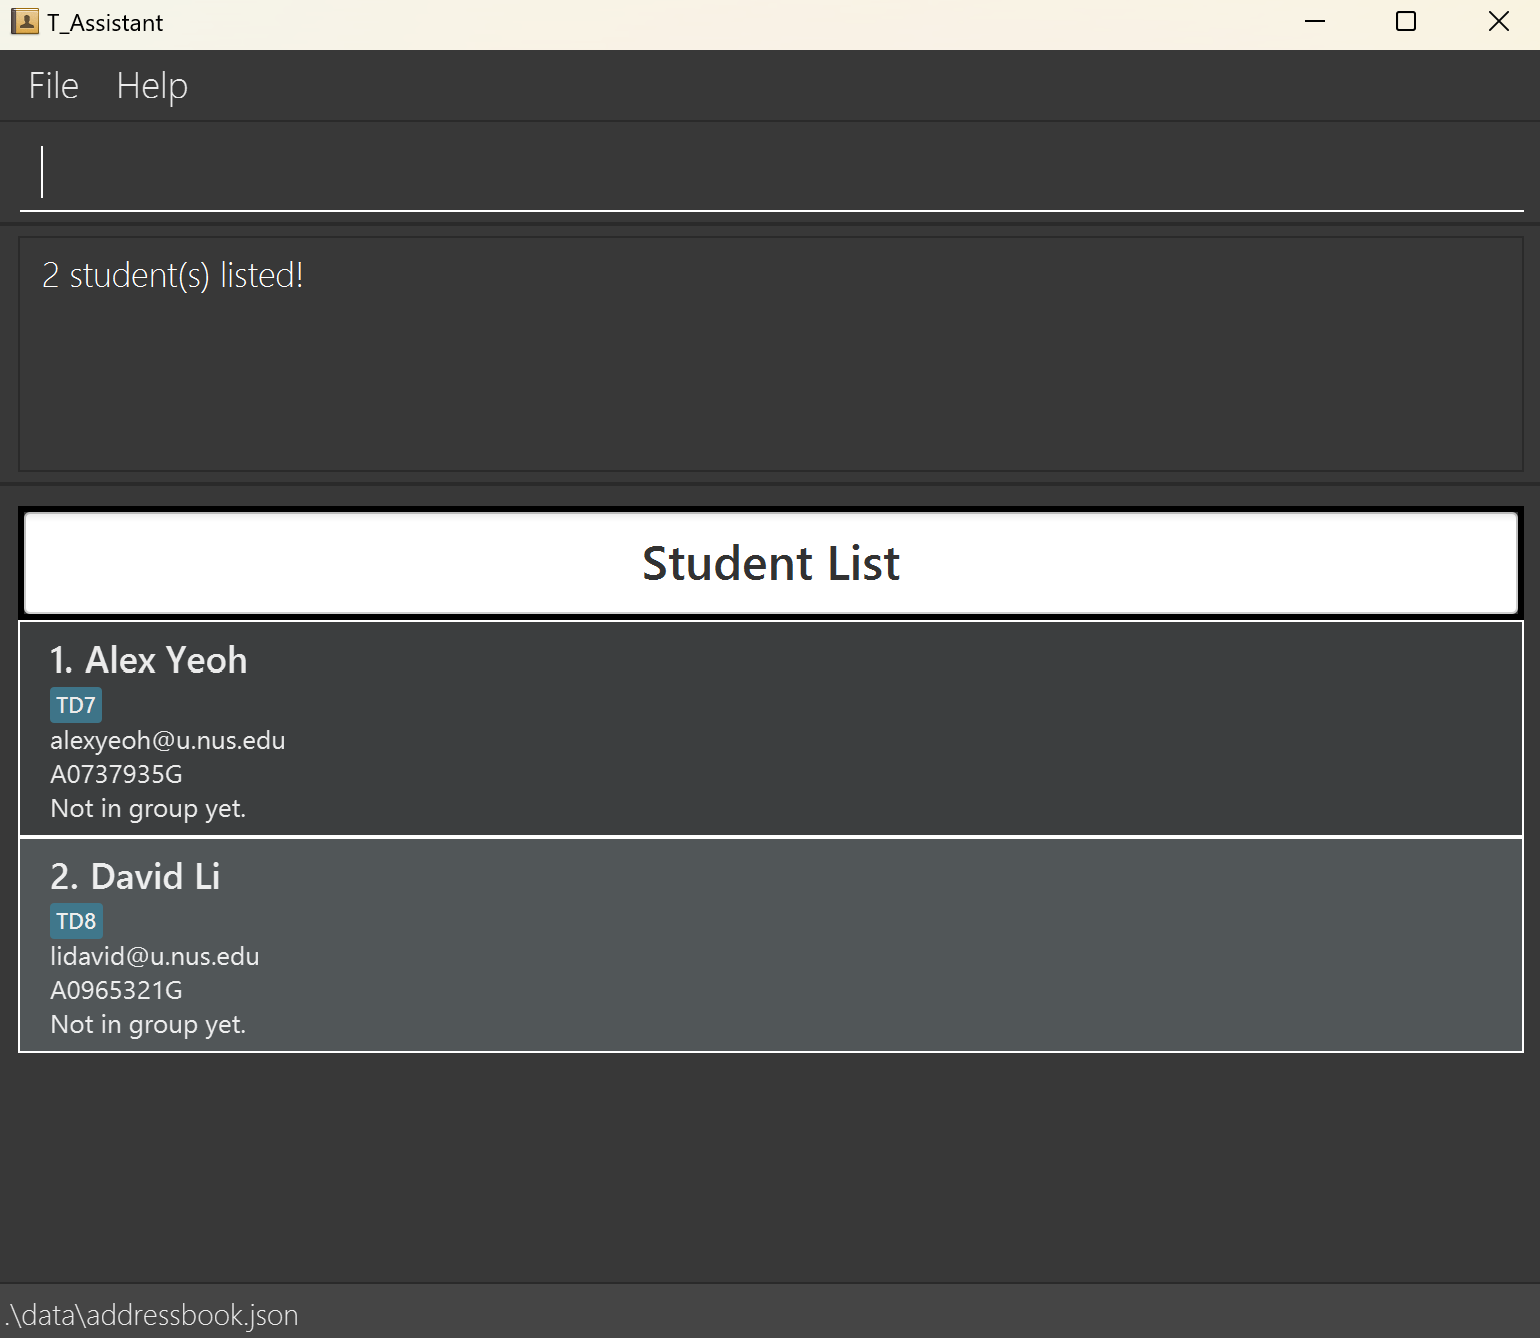 T_Assistant
File Help
2 student(s) listed!
Student List
1. Alex Yeoh
TD7
alexyeoh@u.nus.edu
A0737935G
Not in group yet.
2. David Li
TD8
lidavid@u.nus.edu
A0965321G
Not in group yet.
.\data\addressbook.json